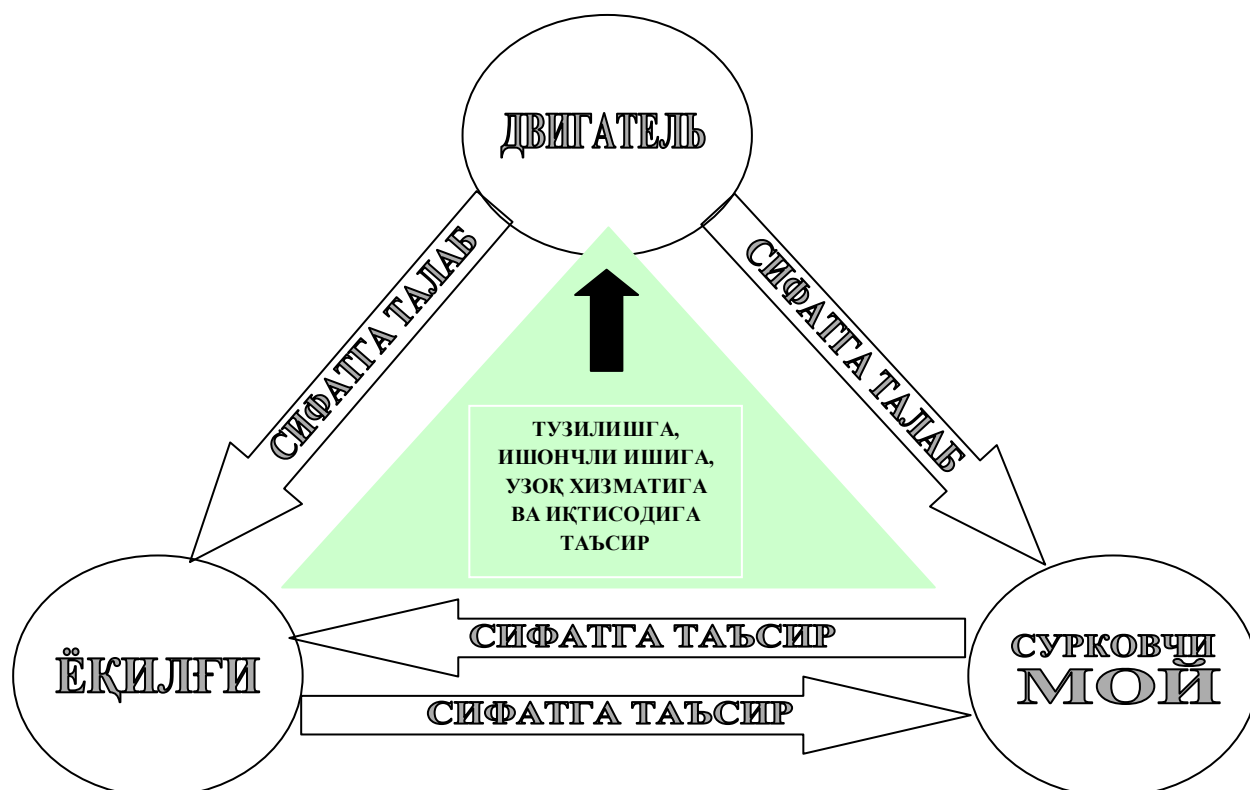 ДВИГАТЕЛЬ
СИФАТГА ТАЛАБ
СИФАТГА ТАЛАБ
ТУЗИЛИШГА,
ИШОНЧЛИ ИШИГА,
УЗОҚ ХИЗМАТИГА
ВА ИҚТИСОДИГА
ТАЪСИР
СИФАТГА ТАЪСИР
ЁҚИЛҒИ
СУРКОВЧИ
МОЙ
СИФАТГА ТАЪСИР